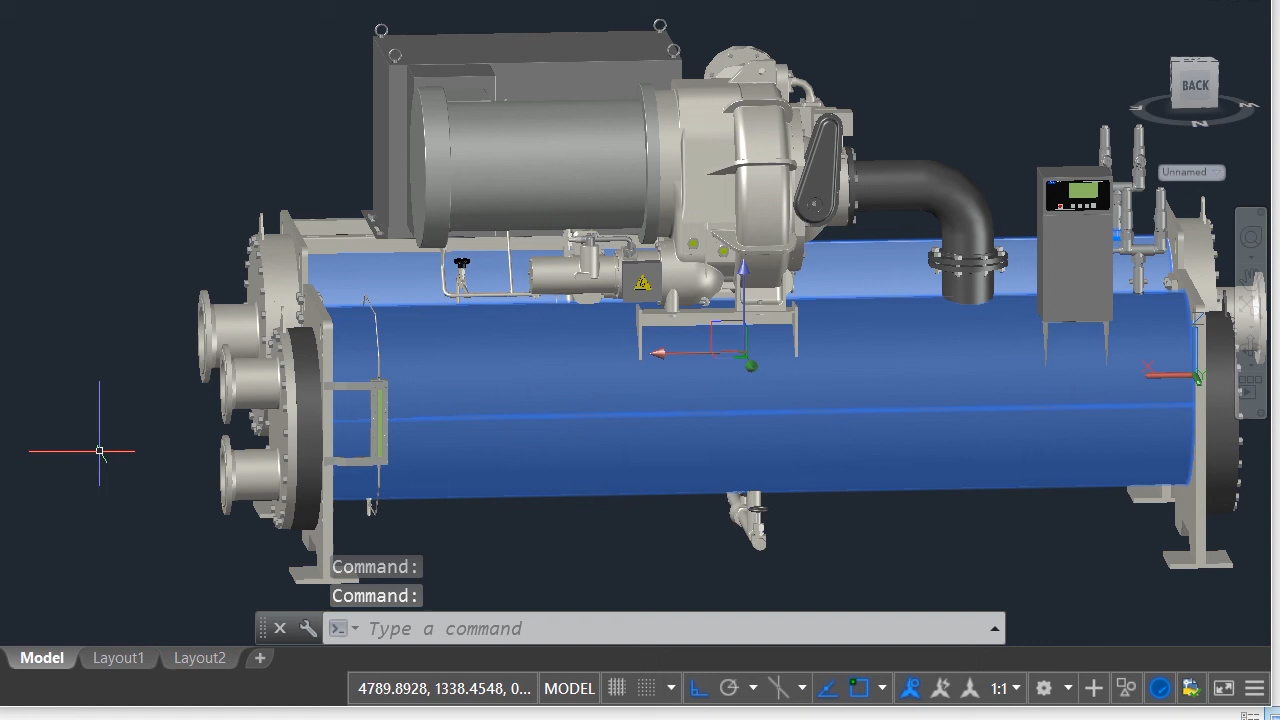 BACK
N
Unnamed
X
Y
Command:
Command:
Type a command
Model
Layout1
Layout2
4789.8928, 1338.4548, 0...
MODEL
1:1